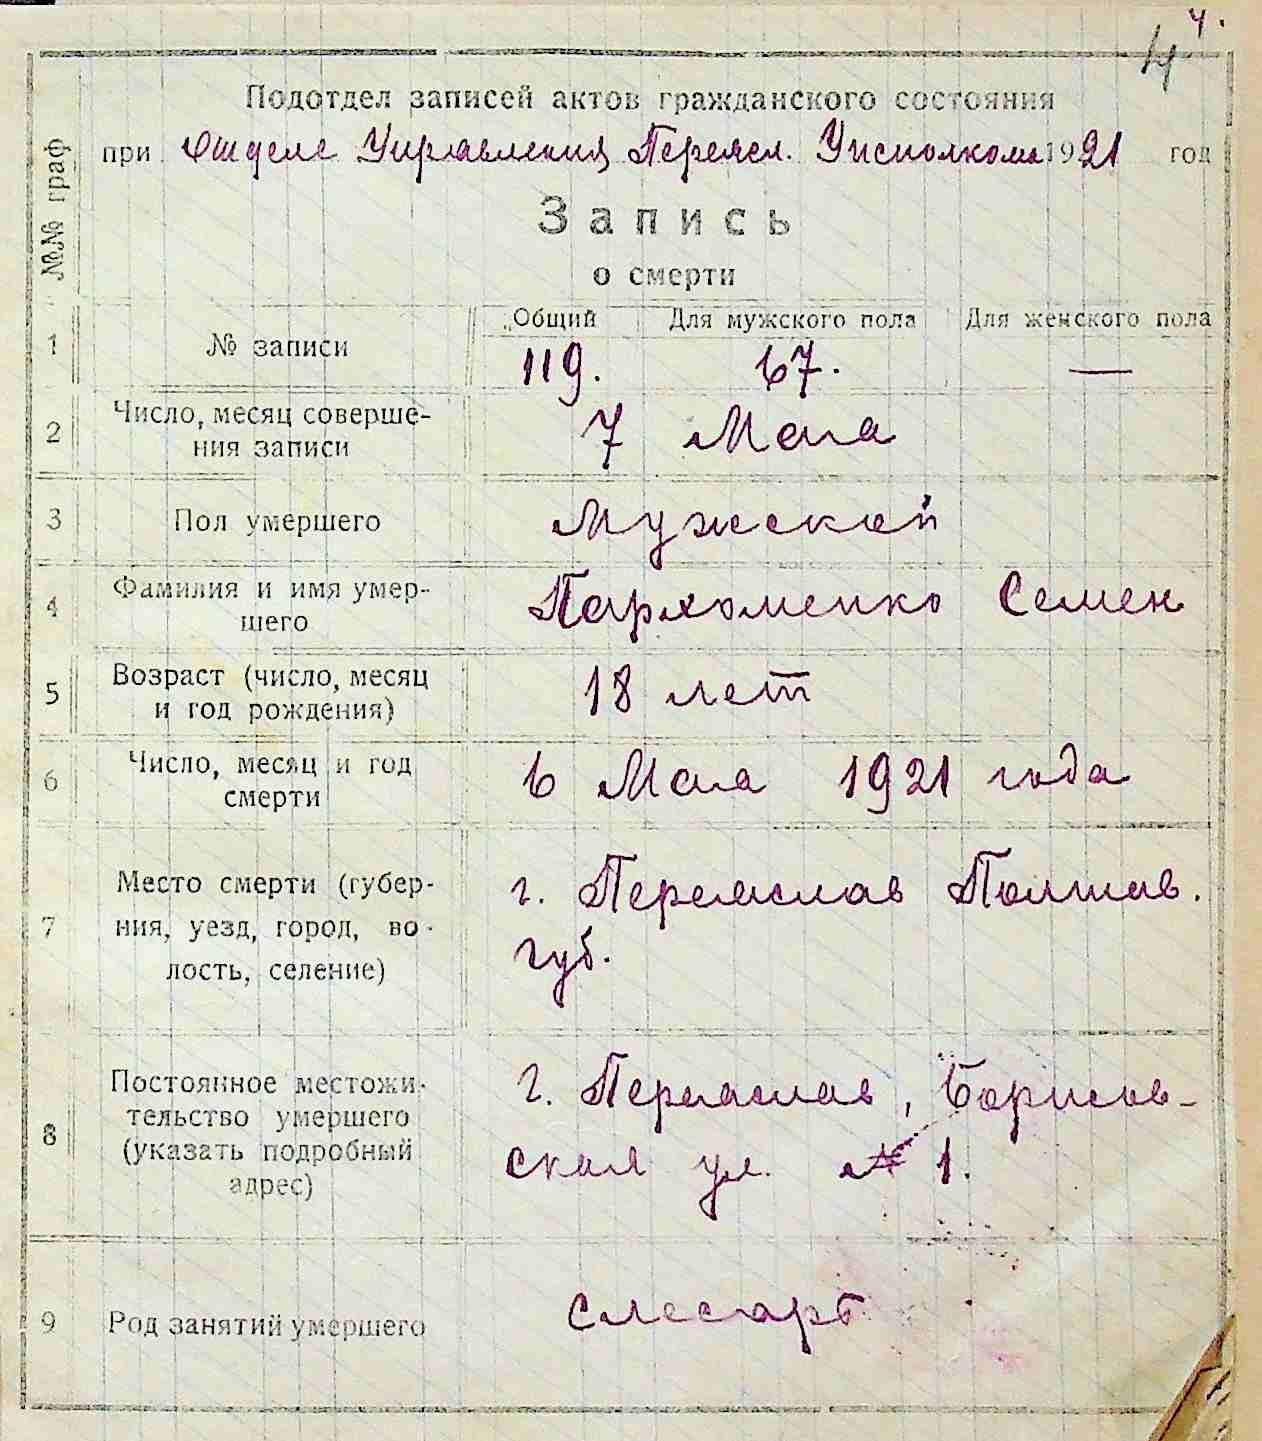 4.
4
Подотдел записей актов гражданского состояния
при Отделе Управления Переясл. Уисполкома 1921 год
Запись
о смерти
№№ граф
1 № записи Общий Для мужского пола Для женского пола
119. 67. —
2 Число, месяц соверше-
ния записи
7 Мая
3 Пол умершего Мужской
4 Фамилия и имя умер-
шего
Пархоменко Семен
5 Возраст (число, месяц
и год рождения)
18 лет
6 Число, месяц и год
смерти
6 Мая 1921 года
7 Место смерти (губер-
ния, уезд, город, во-
лость, селение)
г. Переяслав Полтав.
губ.
8 Постоянное местожи-
тельство умершего
(указать подробный
адрес)
г. Переяслав, Борисов-
ская ул. № 1.
9 Род занятий умершего слесарь